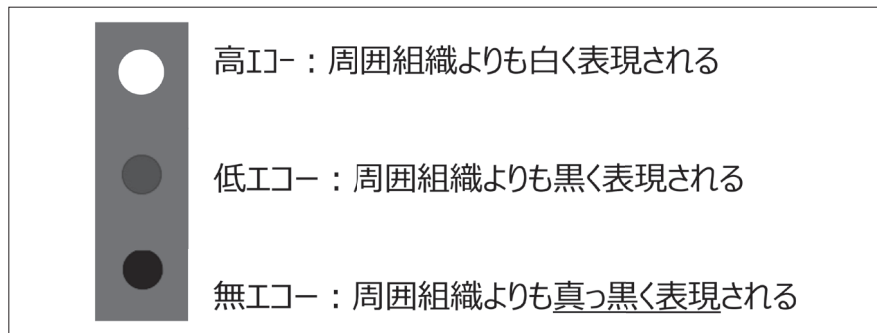 高エコー：周囲組織よりも白く表現される
低エコー：周囲組織よりも黒く表現される
無エコー：周囲組織よりも真っ黒く表現される